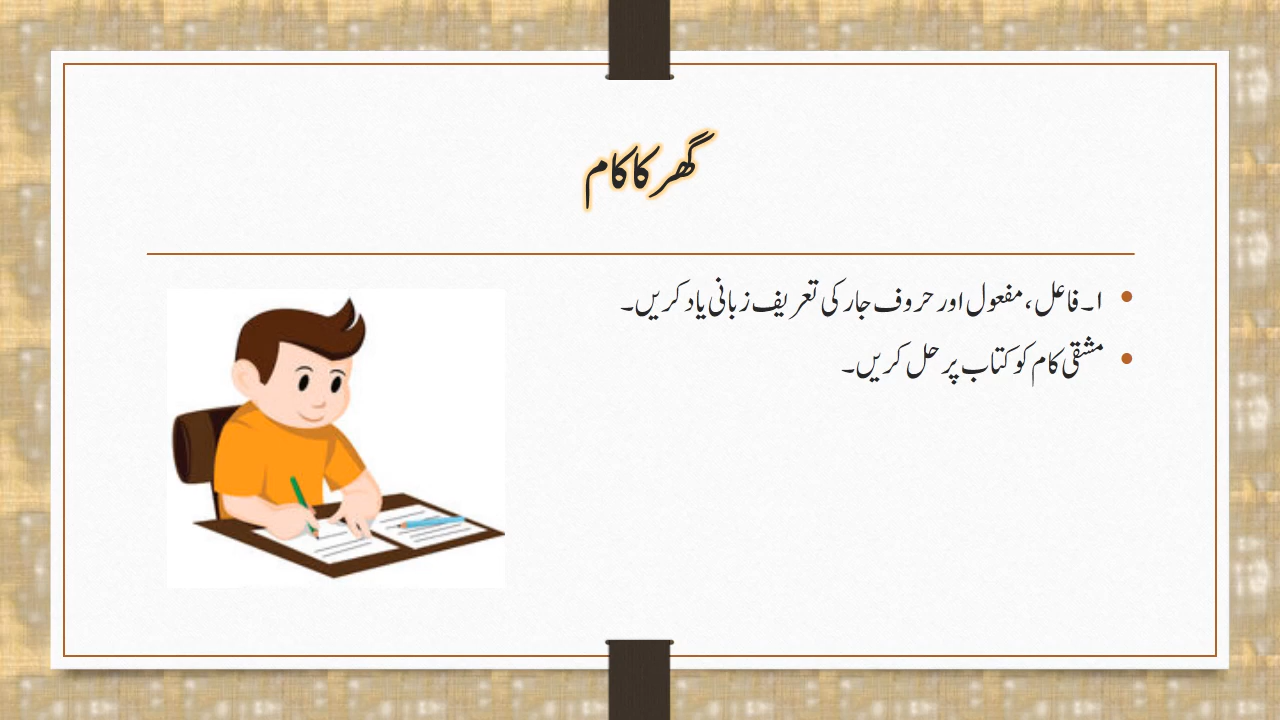 گھر کا کام
ا۔فاعل، مفعول اور حروف جار کی تعریف زبانی یاد کریں۔
مشقی کام کو کتاب پر حل کریں۔